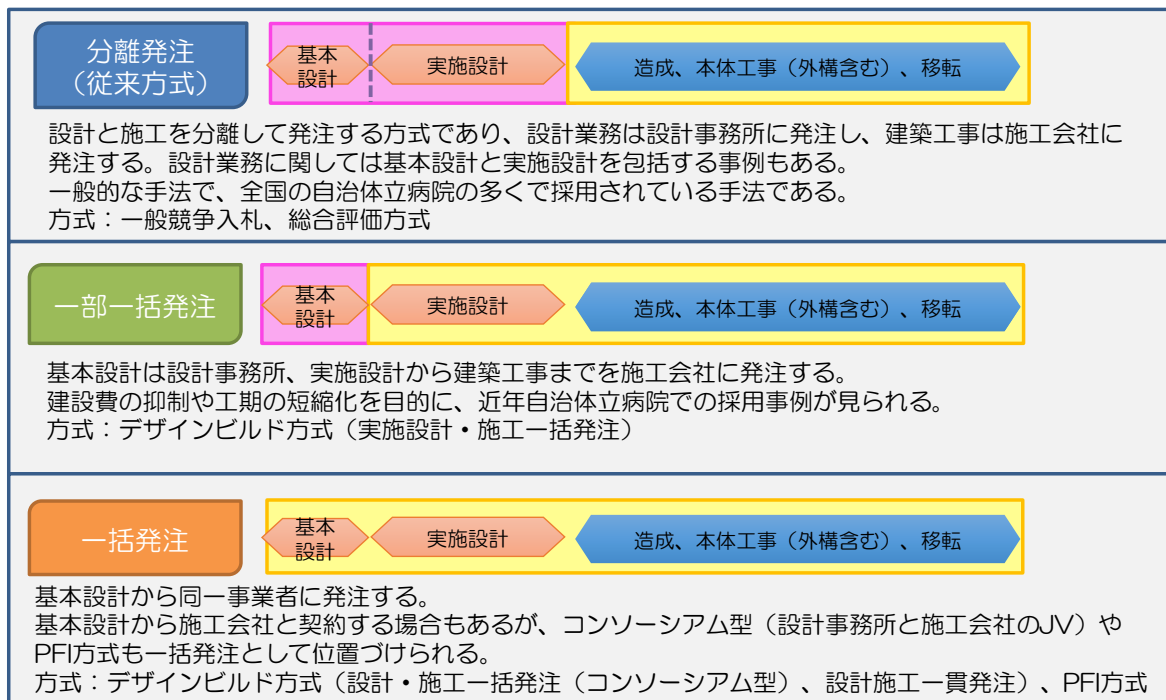 分離発注
（従来方式）
基本
設計
実施設計
造成、本体工事（外構含む）、移転
設計と施工を分離して発注する方式であり、設計業務は設計事務所に発注し、建築工事は施工会社に
発注する。設計業務に関しては基本設計と実施設計を包括する事例もある。
一般的な手法で、全国の自治体立病院の多くで採用されている手法である。
方式：一般競争入札、総合評価方式
一部一括発注
基本
設計
実施設計
造成、本体工事（外構含む）、移転
基本設計は設計事務所、実施設計から建築工事までを施工会社に発注する。
建設費の抑制や工期の短縮化を目的に、近年自治体立病院での採用事例が見られる。
方式：デザインビルド方式（実施設計・施工一括発注）
一括発注
基本
設計
実施設計
造成、本体工事（外構含む）、移転
基本設計から同一事業者に発注する。
基本設計から施工会社と契約する場合もあるが、コンソーシアム型（設計事務所と施工会社のJV）や
PFI方式も一括発注として位置づけられる。
方式：デザインビルド方式（設計・施工一括発注（コンソーシアム型）、設計施工一貫発注）、PFI方式